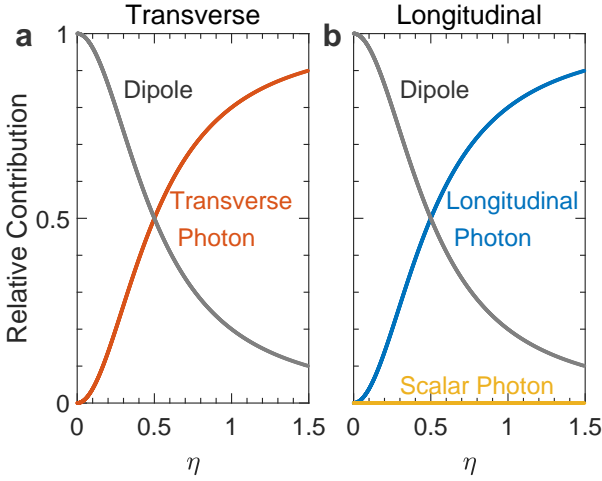 Transverse
Longitudinal
a
b
Relative Contribution
1
0.5
0
Dipole
Transverse
Photon
0
0.5
1
1.5
η
Dipole
Longitudinal
Photon
Scalar Photon
0
0.5
1
1.5
η